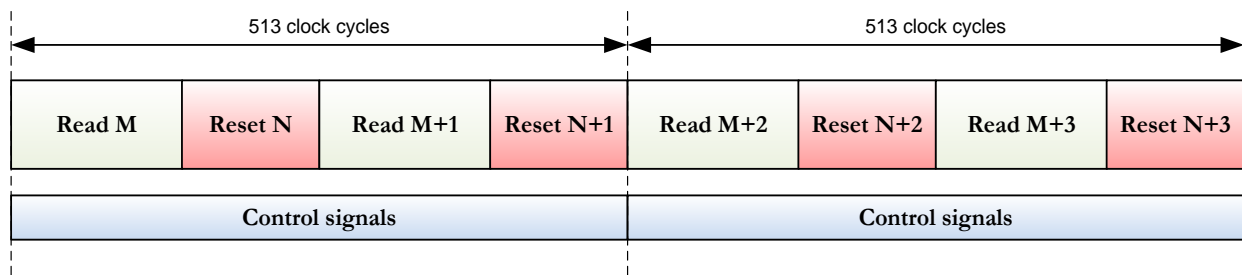 513 clock cycles 513 clock cycles
Read M Reset N Read M+1 Reset N+1 Read M+2 Reset N+2 Read M+3 Reset N+3
Control signals Control signals